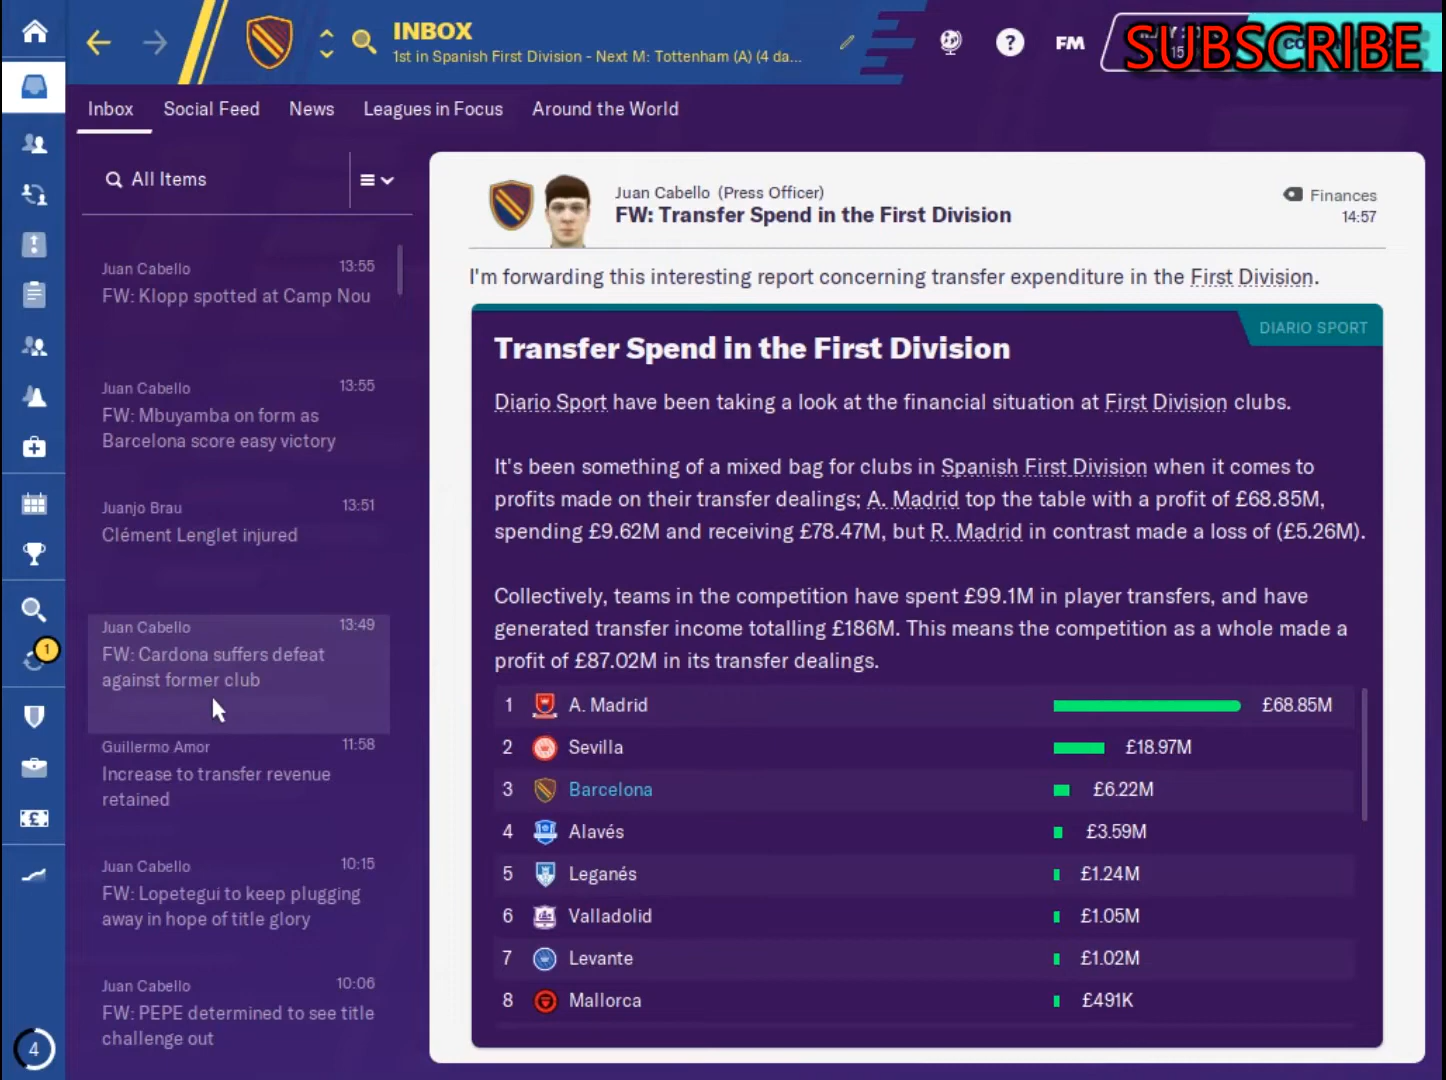 INBOX
1st in Spanish First Division - Next M: Tottenham (A) (4 da...
?
FM
SUBSCRIBE
Inbox Social Feed News Leagues in Focus Around the World
All Items
Juan Cabello 13:55
FW: Klopp spotted at Camp Nou
Juan Cabello 13:55
FW: Mbuyamba on form as
Barcelona score easy victory
Juanjo Brau 13:51
Clément Lenglet injured
Juan Cabello 13:49
FW: Cardona suffers defeat
against former club
Guillermo Amor 11:58
Increase to transfer revenue
retained
Juan Cabello 10:15
FW: Lopetegui to keep plugging
away in hope of title glory
Juan Cabello 10:06
FW: PEPE determined to see title
challenge out
1
£
4
Juan Cabello (Press Officer)
FW: Transfer Spend in the First Division
Finances
14:57
I'm forwarding this interesting report concerning transfer expenditure in the First Division.
DIARIO SPORT
Transfer Spend in the First Division
Diario Sport have been taking a look at the financial situation at First Division clubs.
It's been something of a mixed bag for clubs in Spanish First Division when it comes to
profits made on their transfer dealings; A. Madrid top the table with a profit of £68.85M,
spending £9.62M and receiving £78.47M, but R. Madrid in contrast made a loss of (£5.26M).
Collectively, teams in the competition have spent £99.1M in player transfers, and have
generated transfer income totalling £186M. This means the competition as a whole made a
profit of £87.02M in its transfer dealings.
1 A. Madrid £68.85M
2 Sevilla £18.97M
3 Barcelona £6.22M
4 Alavés £3.59M
5 Leganés £1.24M
6 Valladolid £1.05M
7 Levante £1.02M
8 Mallorca £491K